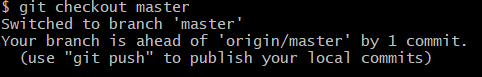 $ git checkout master
Switched to branch 'master'
Your branch is ahead of 'origin/master' by 1 commit.
  (use "git push" to publish your local commits)